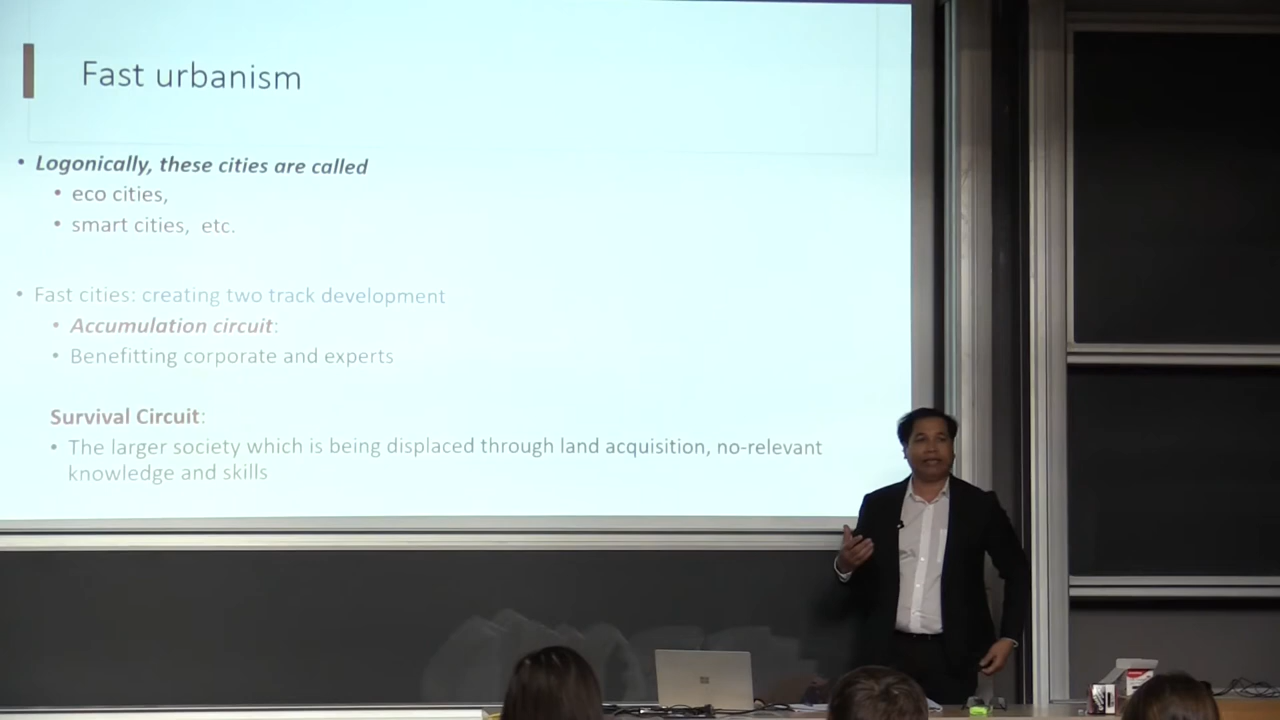 Fast urbanism
• Logonically, these cities are called
• eco cities,
• smart cities, etc.
• Fast cities: creating two track development
• Accumulation circuit:
• Benefitting corporate and experts
Survival Circuit:
• The larger society which is being displaced through land acquisition, no-relevant
knowledge and skills